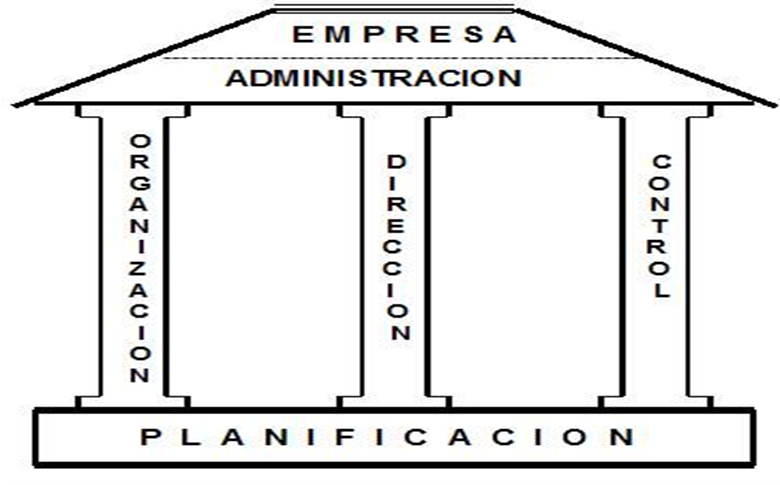 EMPRESA
ADMINISTRACION
ORGANIZACION
DIRECCION
CONTROL
PLANIFICACION